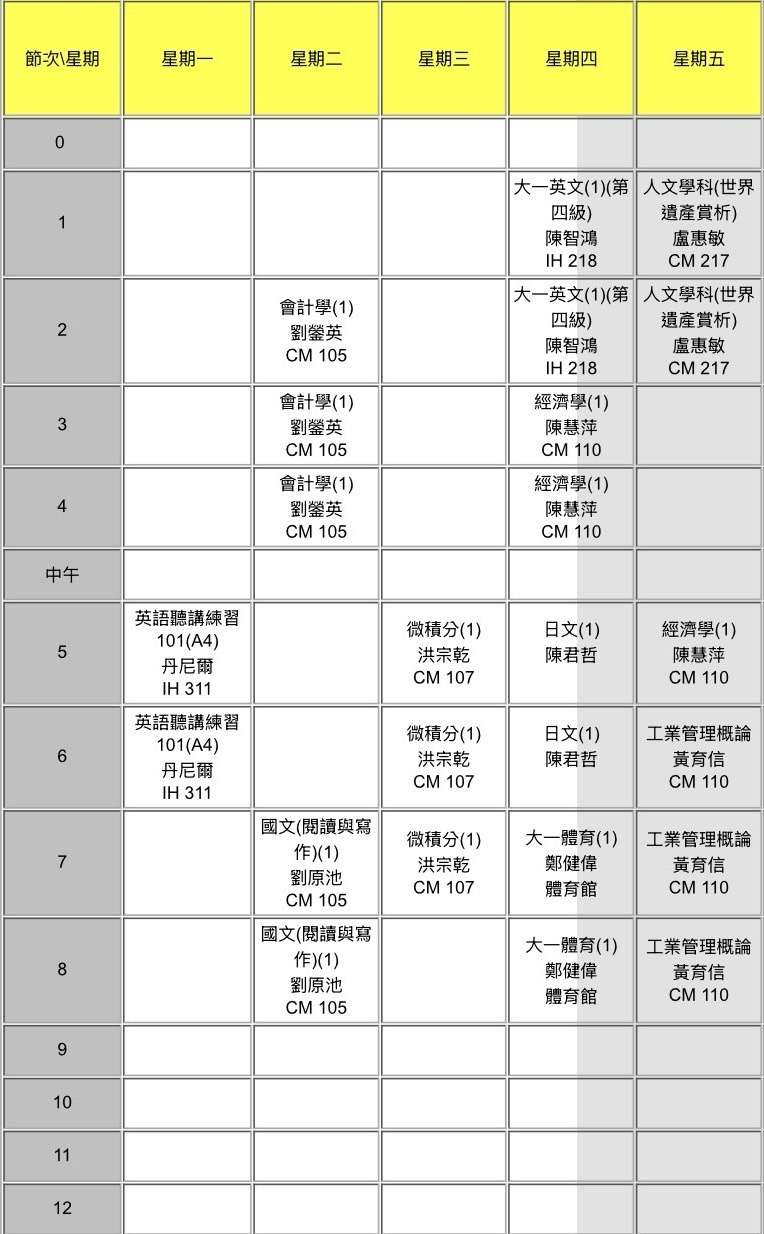 節次\星期 星期一 星期二 星期三 星期四 星期五
0
1
大一英文(1)(第
四級)
陳智鴻
IH 218
人文學科(世界
遺產賞析)
盧惠敏
CM 217
2
會計學(1)
劉鎣英
CM 105
大一英文(1)(第
四級)
陳智鴻
IH 218
人文學科(世界
遺產賞析)
盧惠敏
CM 217
3
會計學(1)
劉鎣英
CM 105
經濟學(1)
陳慧萍
CM 110
4
會計學(1)
劉鎣英
CM 105
經濟學(1)
陳慧萍
CM 110
中午
5
英語聽講練習
101(A4)
丹尼爾
IH 311
微積分(1)
洪宗乾
CM 107
日文(1)
陳君哲
經濟學(1)
陳慧萍
CM 110
6
英語聽講練習
101(A4)
丹尼爾
IH 311
微積分(1)
洪宗乾
CM 107
日文(1)
陳君哲
工業管理概論
黃育信
CM 110
7
國文(閱讀與寫
作)(1)
劉原池
CM 105
微積分(1)
洪宗乾
CM 107
大一體育(1)
鄭健偉
體育館
工業管理概論
黃育信
CM 110
8
國文(閱讀與寫
作)(1)
劉原池
CM 105
大一體育(1)
鄭健偉
體育館
工業管理概論
黃育信
CM 110
9
10
11
12